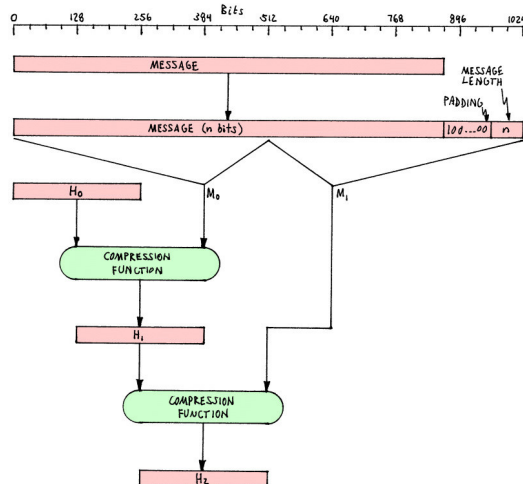 Bits
0 128 256 384 512 640 768 896 1024
MESSAGE
MESSAGE LENGTH
PADDING
MESSAGE (n bits) 100...00 n
H₀ M₀ M₁
COMPRESSION
FUNCTION
H₁
COMPRESSION
FUNCTION
H₂